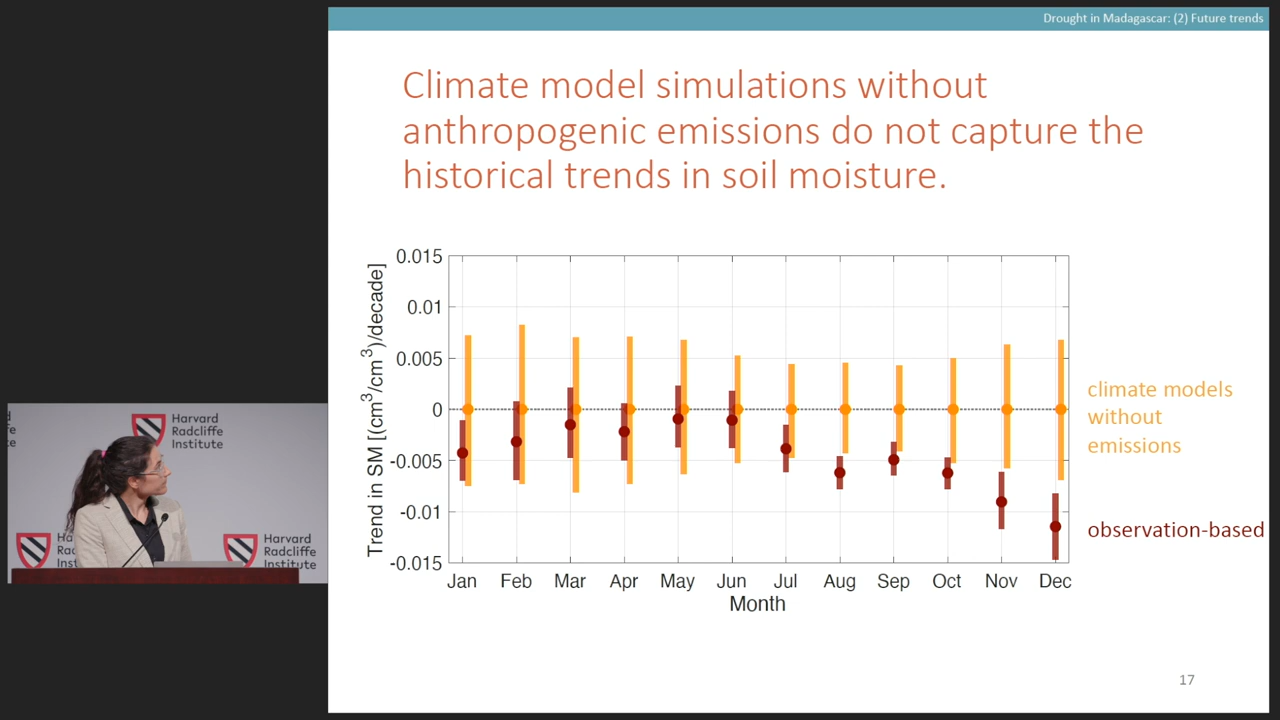 Drought in Madagascar: (2) Future trends
Climate model simulations without
anthropogenic emissions do not capture the
historical trends in soil moisture.
Trend in SM [(cm³/cm³)/decade]
0.015
0.01
0.005
0
-0.005
-0.01
-0.015
Jan Feb Mar Apr May Jun Jul Aug Sep Oct Nov Dec
Month
climate models
without
emissions
observation-based
17
Harvard
Radcliffe
Institute
Ha
Rad
Inst
Harvard
Radcliffe
Institute